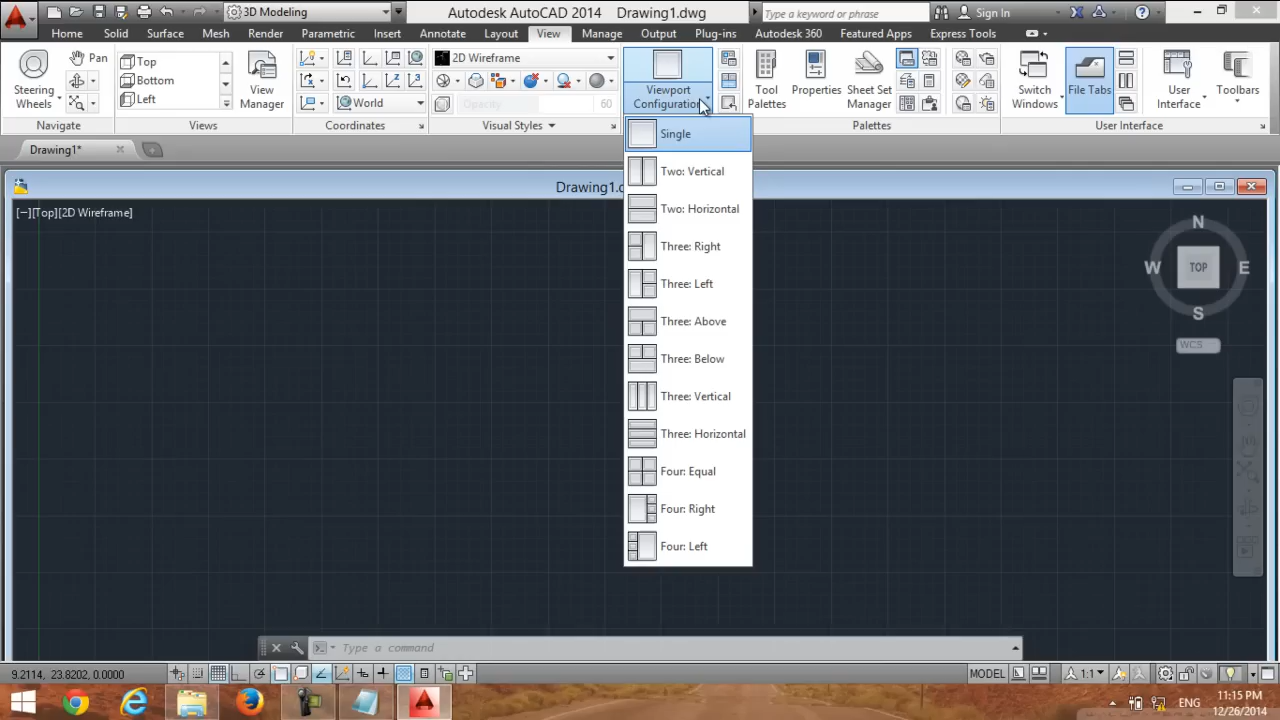 3D Modeling
Autodesk AutoCAD 2014 Drawing1.dwg
Type a keyword or phrase
Sign In
Home Solid Surface Mesh Render Parametric Insert Annotate Layout View Manage Output Plug-ins Autodesk 360 Featured Apps Express Tools
Steering Wheels
Pan
Top
Bottom
Left
View Manager
World
2D Wireframe
Opacity 60
Viewport Configuration
Tool Palettes
Properties
Sheet Set Manager
Switch Windows
File Tabs
User Interface
Toolbars
Navigate
Views
Coordinates
Visual Styles
Palettes
User Interface
Drawing1*
Drawing1.d
[−][Top][2D Wireframe]
Single
Two: Vertical
Two: Horizontal
Three: Right
Three: Left
Three: Above
Three: Below
Three: Vertical
Three: Horizontal
Four: Equal
Four: Right
Four: Left
N
W TOP E
S
WCS
Type a command
9.2114, 23.8202, 0.0000
MODEL
1:1
ENG
11:15 PM
12/26/2014